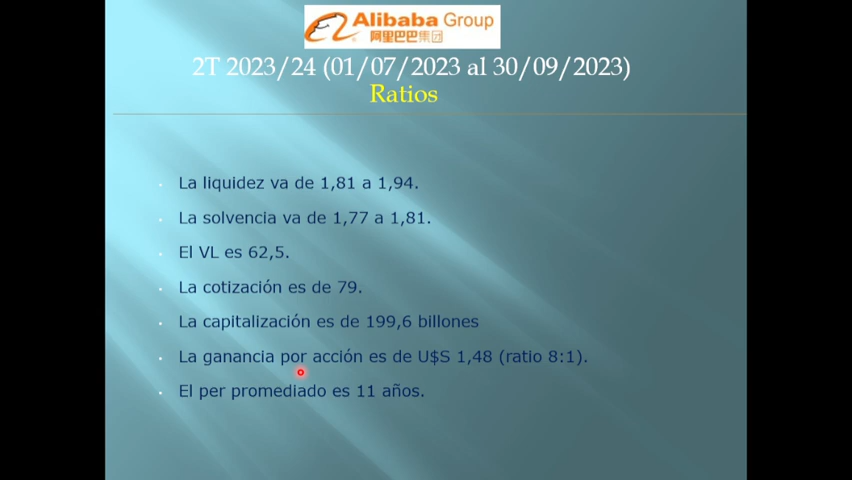 Alibaba Group
阿里巴巴集团
2T 2023/24 (01/07/2023 al 30/09/2023)
Ratios
La liquidez va de 1,81 a 1,94.
La solvencia va de 1,77 a 1,81.
El VL es 62,5.
La cotización es de 79.
La capitalización es de 199,6 billones
La ganancia por acción es de U$S 1,48 (ratio 8:1).
El per promediado es 11 años.